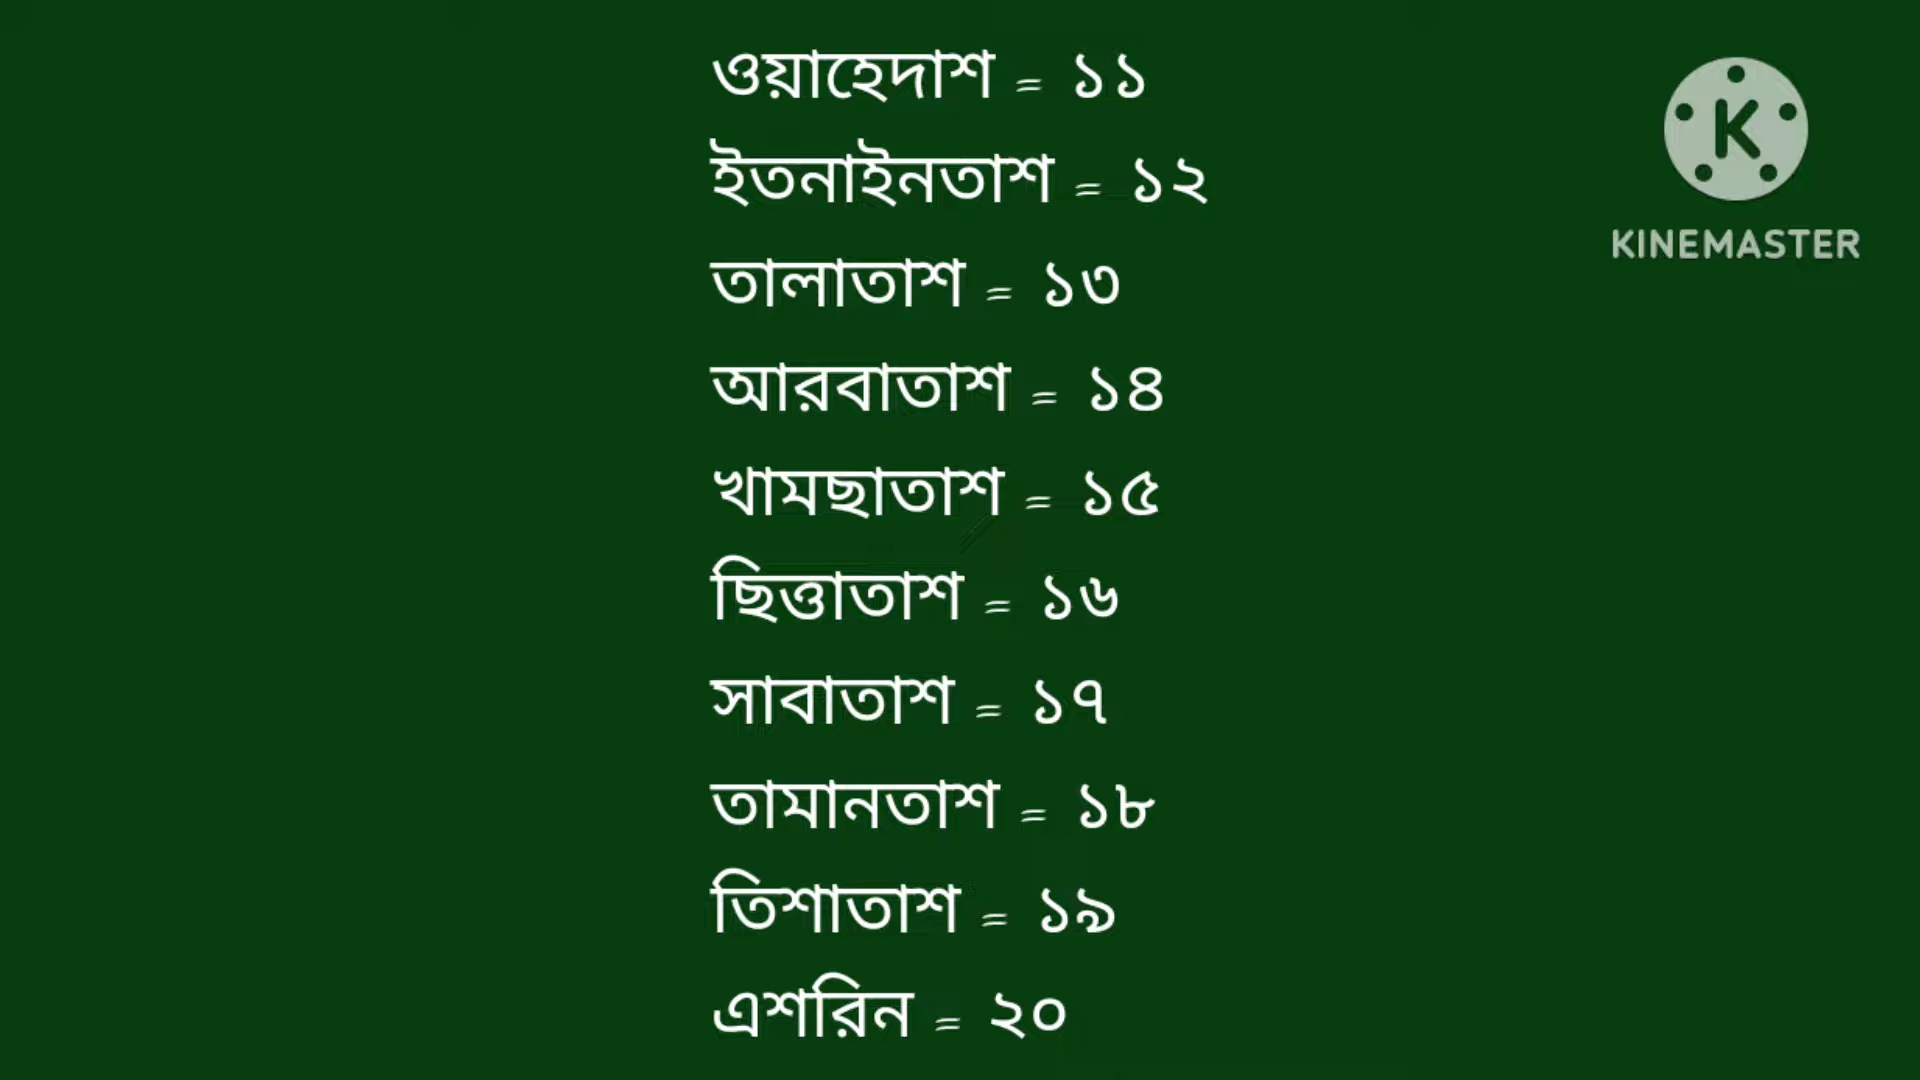 ওয়াহেদাশ = ১১
ইতনাইনতাশ = ১২
তালাতাশ = ১৩
আরবাতাশ = ১৪
খামছাতাশ = ১৫
ছিত্তাতাশ = ১৬
সাবাতাশ = ১৭
তামানতাশ = ১৮
তিশাতাশ = ১৯
এশরিন = ২০
K
KINEMASTER